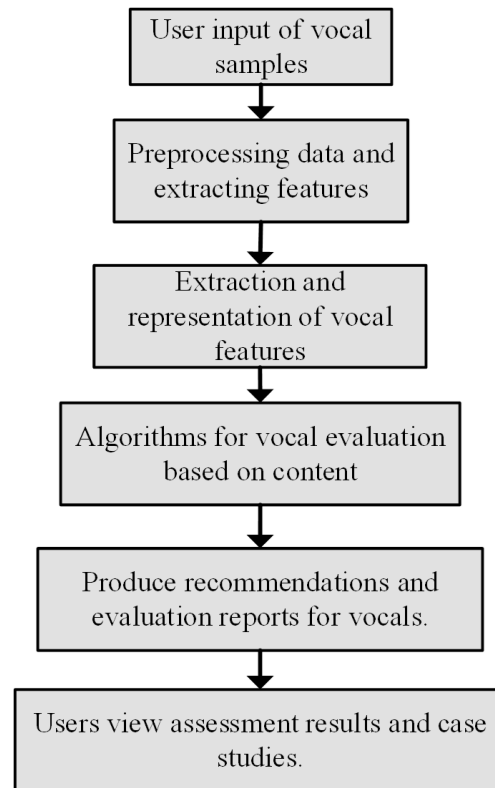 User input of vocal
samples
Preprocessing data and
extracting features
Extraction and
representation of vocal
features
Algorithms for vocal evaluation
based on content
Produce recommendations and
evaluation reports for vocals.
Users view assessment results and case
studies.